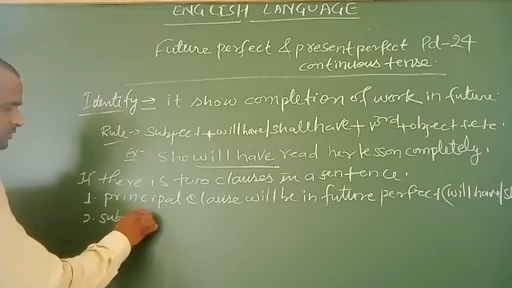 ENGLISH LANGUAGE
Future perfect & present perfect Pd-24
continuous tense.
Identify ⇒ it show completion of work in future.
Rule - subject + will have / shall have + v3rd + object & etc
Ex - she will have read her lesson completely.
If there is two clauses in a sentence.
1. principal clause will be in future perfect (will have/s
2. sub